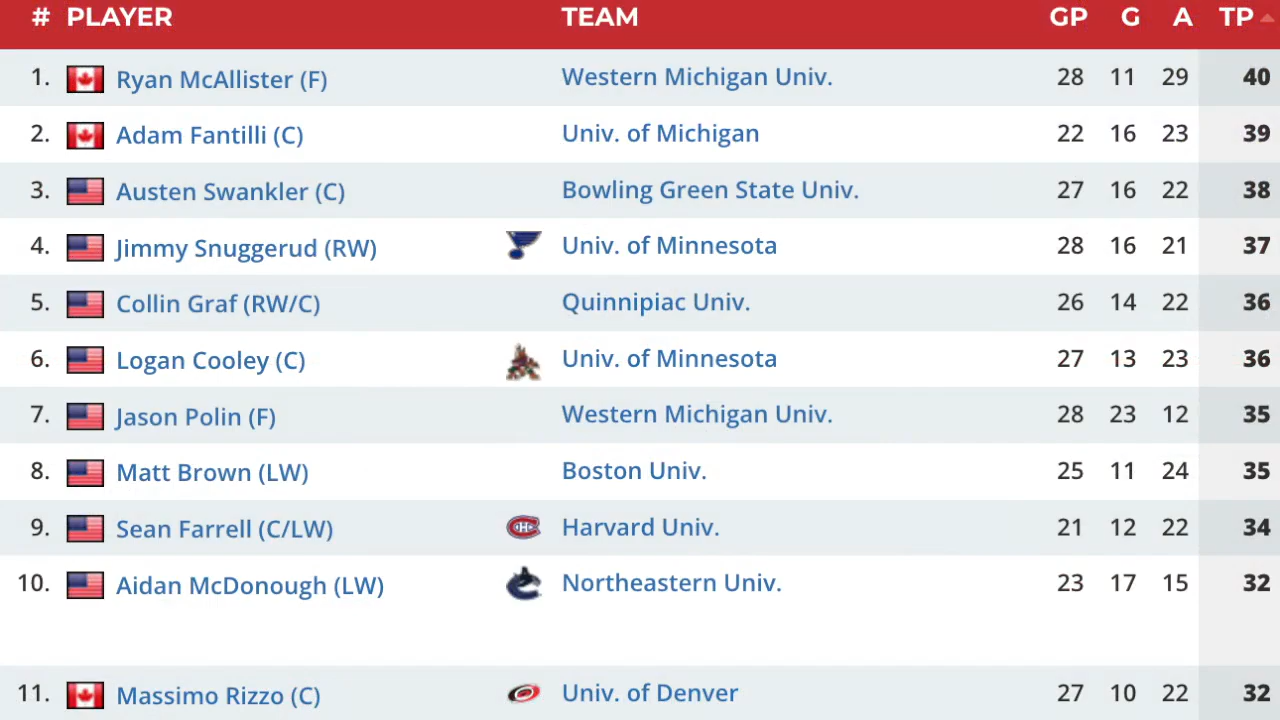 # PLAYER TEAM GP G A TP
1. Ryan McAllister (F) Western Michigan Univ. 28 11 29 40
2. Adam Fantilli (C) Univ. of Michigan 22 16 23 39
3. Austen Swankler (C) Bowling Green State Univ. 27 16 22 38
4. Jimmy Snuggerud (RW) Univ. of Minnesota 28 16 21 37
5. Collin Graf (RW/C) Quinnipiac Univ. 26 14 22 36
6. Logan Cooley (C) Univ. of Minnesota 27 13 23 36
7. Jason Polin (F) Western Michigan Univ. 28 23 12 35
8. Matt Brown (LW) Boston Univ. 25 11 24 35
9. Sean Farrell (C/LW) Harvard Univ. 21 12 22 34
10. Aidan McDonough (LW) Northeastern Univ. 23 17 15 32
11. Massimo Rizzo (C) Univ. of Denver 27 10 22 32